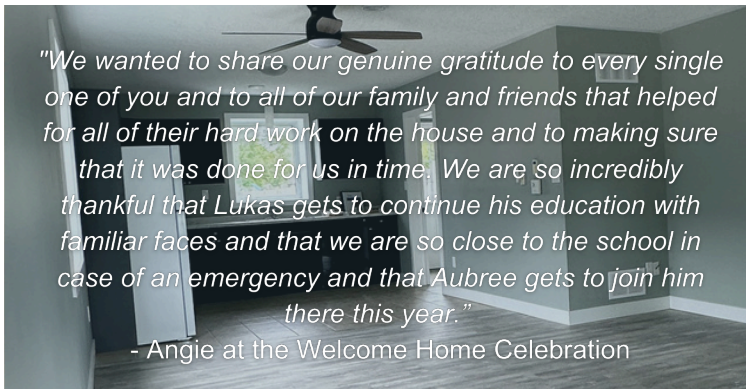 "We wanted to share our genuine gratitude to every single
one of you and to all of our family and friends that helped
for all of their hard work on the house and to making sure
that it was done for us in time. We are so incredibly
thankful that Lukas gets to continue his education with
familiar faces and that we are so close to the school in
case of an emergency and that Aubree gets to join him
there this year.”
- Angie at the Welcome Home Celebration